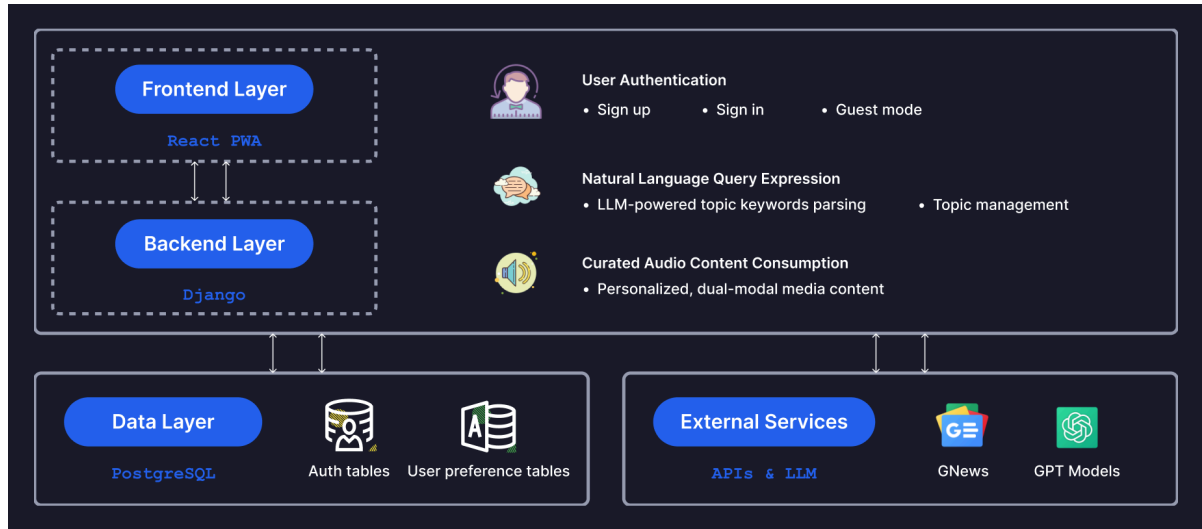 Frontend Layer
React PWA
Backend Layer
Django
User Authentication
• Sign up • Sign in • Guest mode
Natural Language Query Expression
• LLM-powered topic keywords parsing • Topic management
Curated Audio Content Consumption
• Personalized, dual-modal media content
Data Layer
PostgreSQL
Auth tables
A
User preference tables
External Services
APIs & LLM
G
GNews
GPT Models